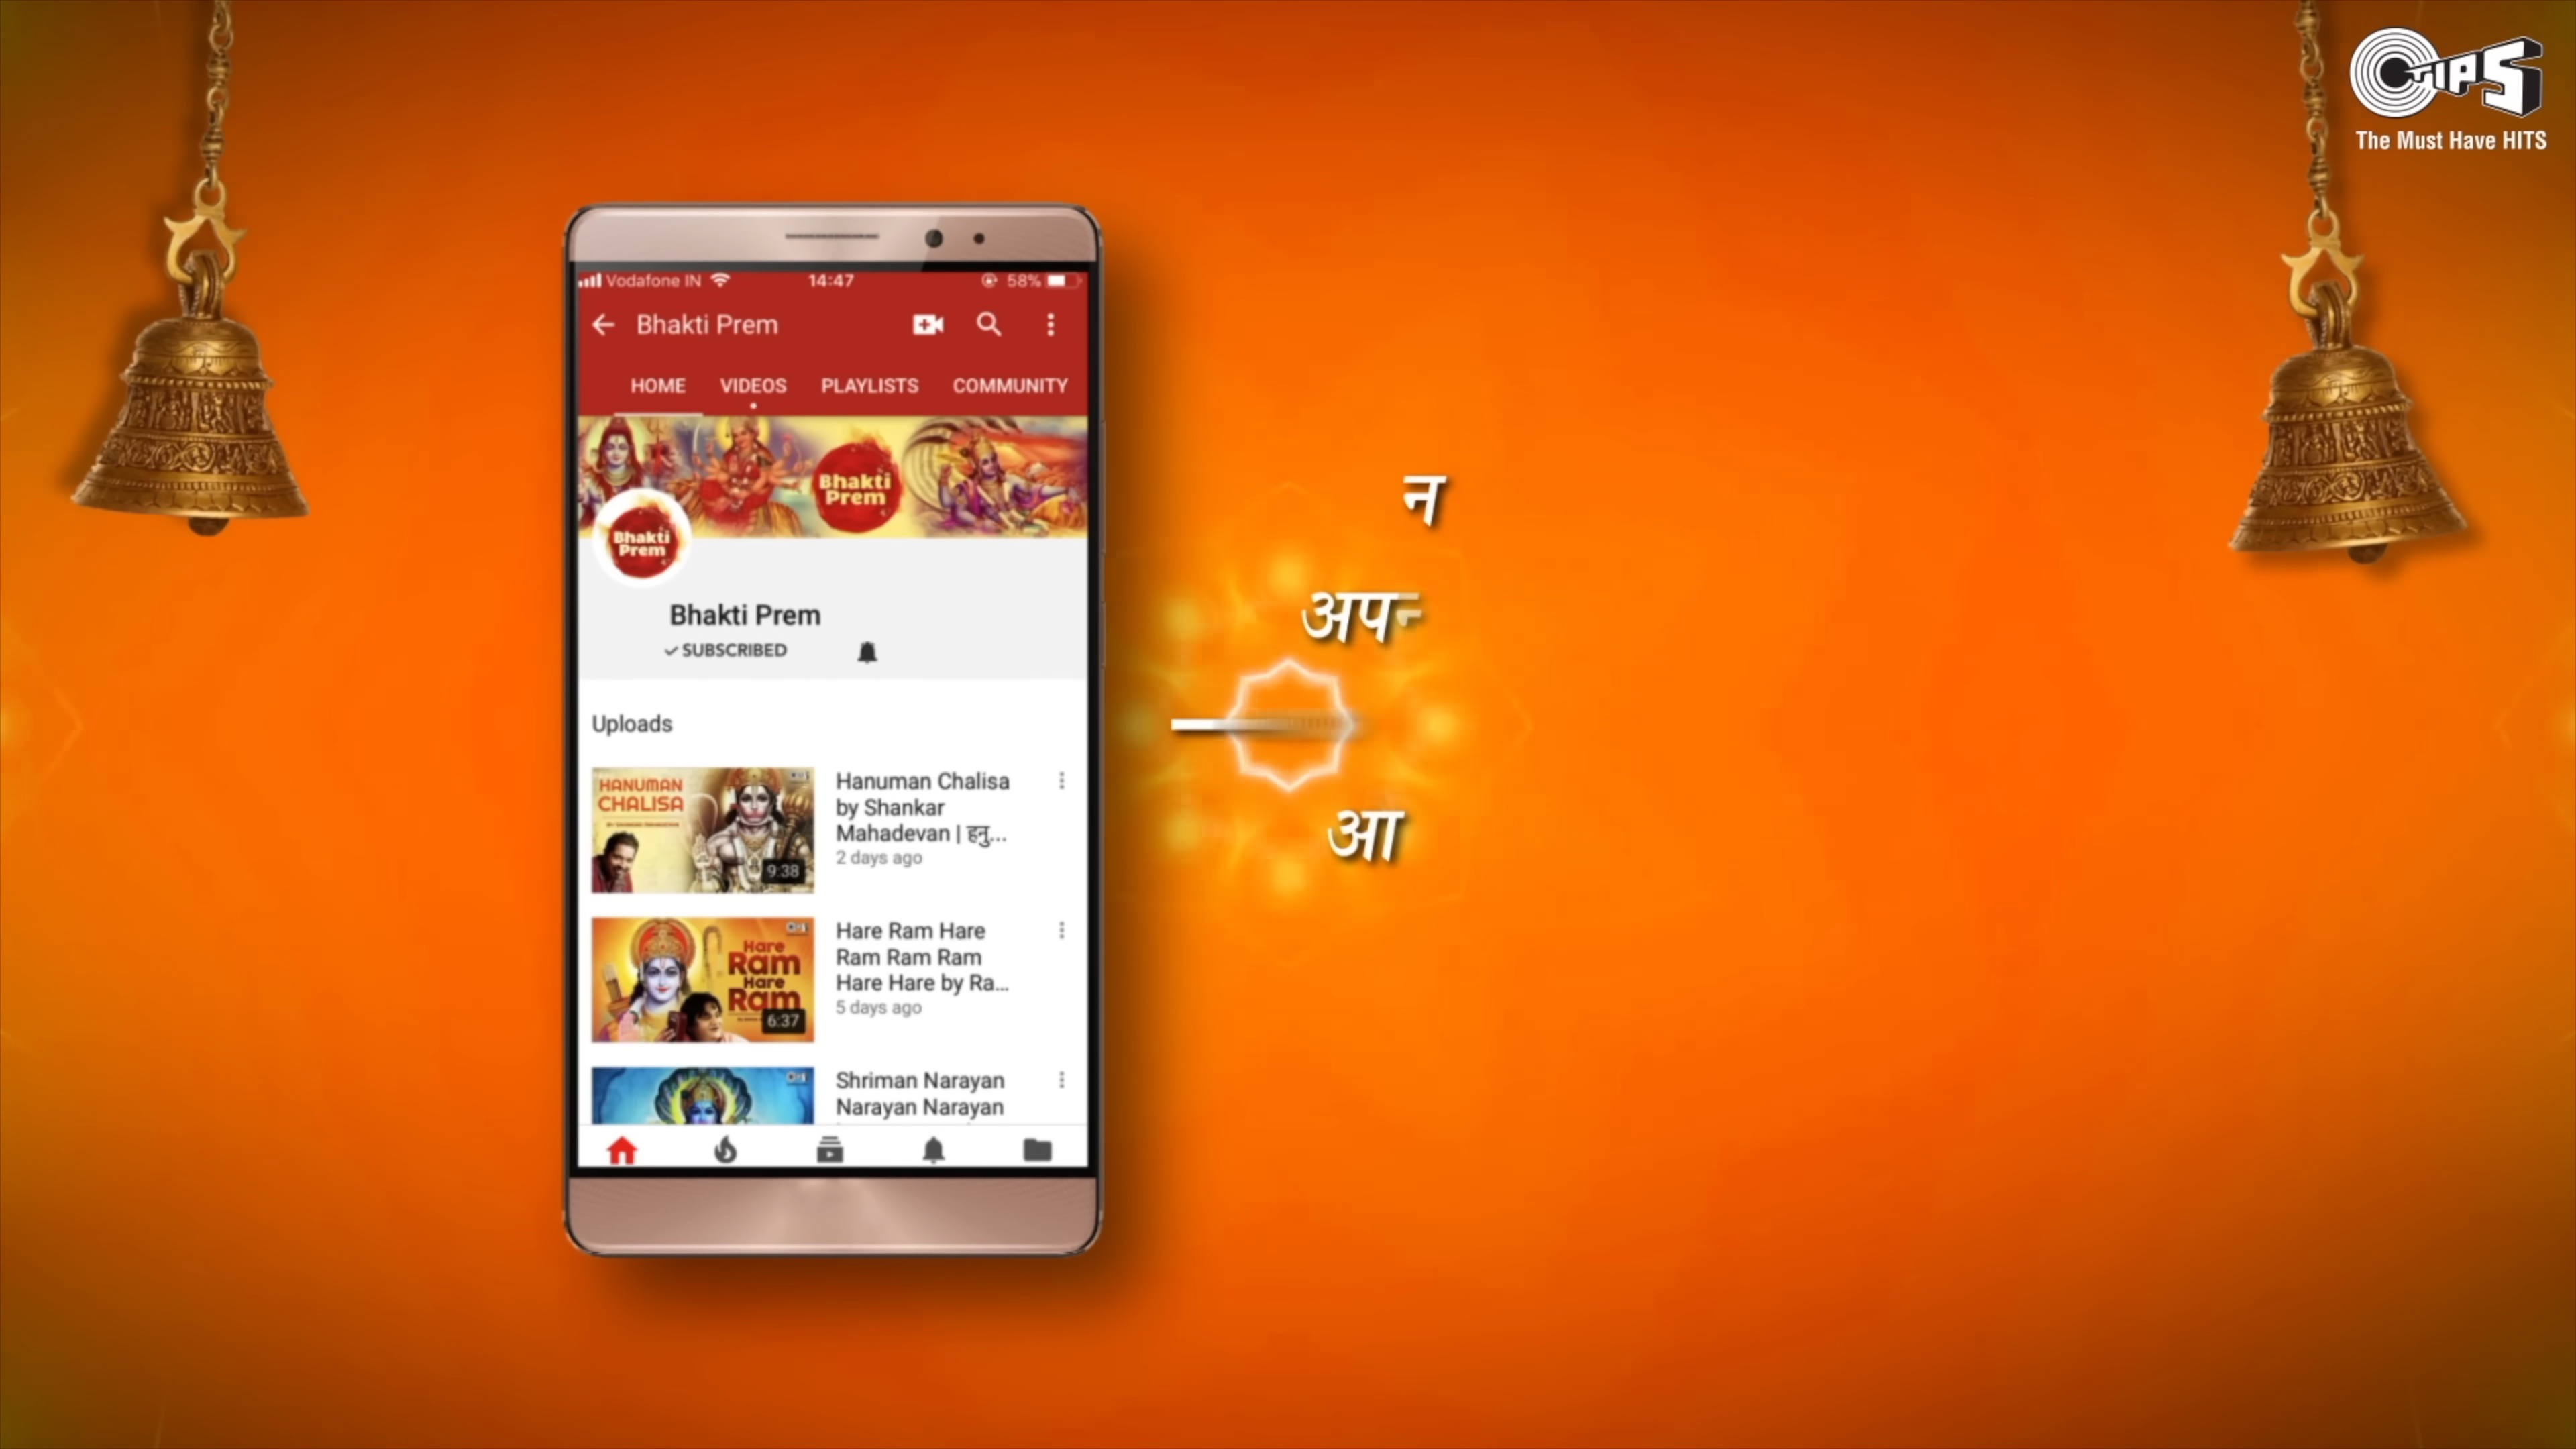 TIPS
The Must Have HITS
Vodafone IN 14:47 58%
Bhakti Prem
HOME VIDEOS PLAYLISTS COMMUNITY
Bhakti
Prem
Bhakti
Prem
Bhakti Prem
SUBSCRIBED
Uploads
HANUMAN
CHALISA
9:38
Hanuman Chalisa
by Shankar
Mahadevan | हनु...
2 days ago
Hare
Ram
Hare
Ram
6:37
Hare Ram Hare
Ram Ram Ram
Hare Hare by Ra...
5 days ago
Shriman Narayan
Narayan Narayan
न
अप
आ